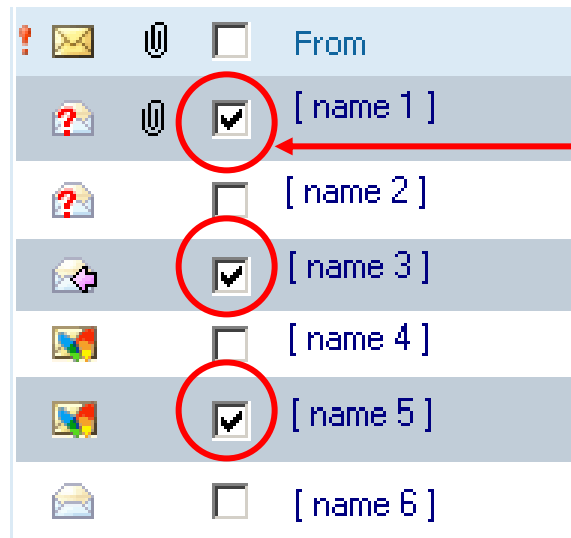 From
[ name 1 ]
[ name 2 ]
[ name 3 ]
[ name 4 ]
[ name 5 ]
[ name 6 ]